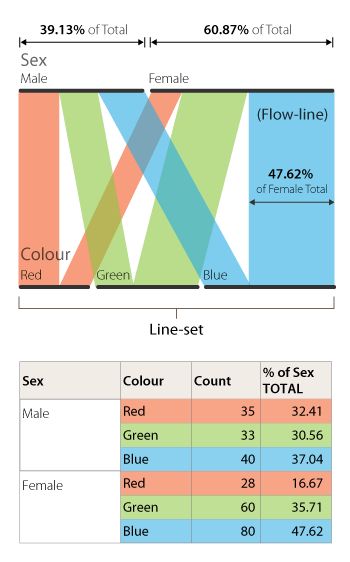 39.13% of Total 60.87% of Total
Sex
Male Female
(Flow-line)
47.62%
of Female Total
Colour
Red Green Blue
Line-set
Sex Colour Count % of Sex TOTAL
Male Red 35 32.41
Green 33 30.56
Blue 40 37.04
Female Red 28 16.67
Green 60 35.71
Blue 80 47.62